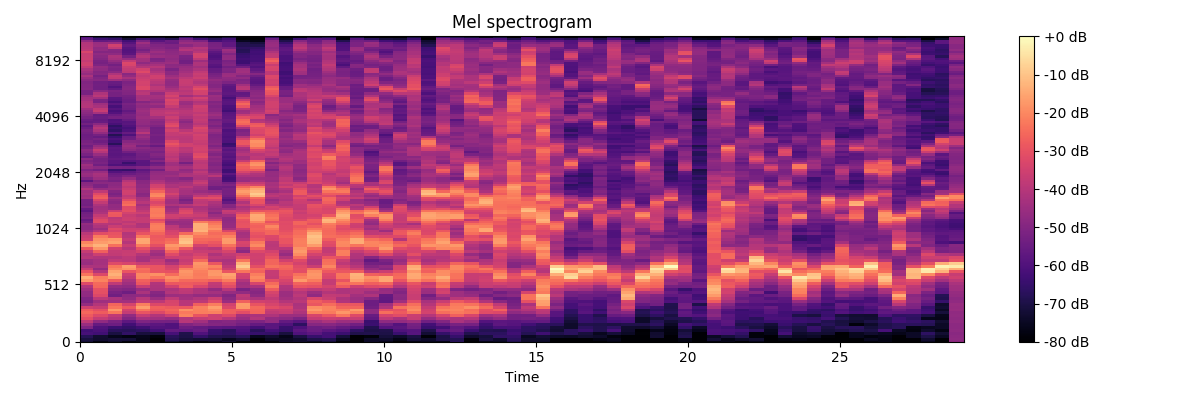 Mel spectrogram
Hz
8192
4096
2048
1024
512
0
0 5 10 15 20 25
Time
+0 dB
-10 dB
-20 dB
-30 dB
-40 dB
-50 dB
-60 dB
-70 dB
-80 dB